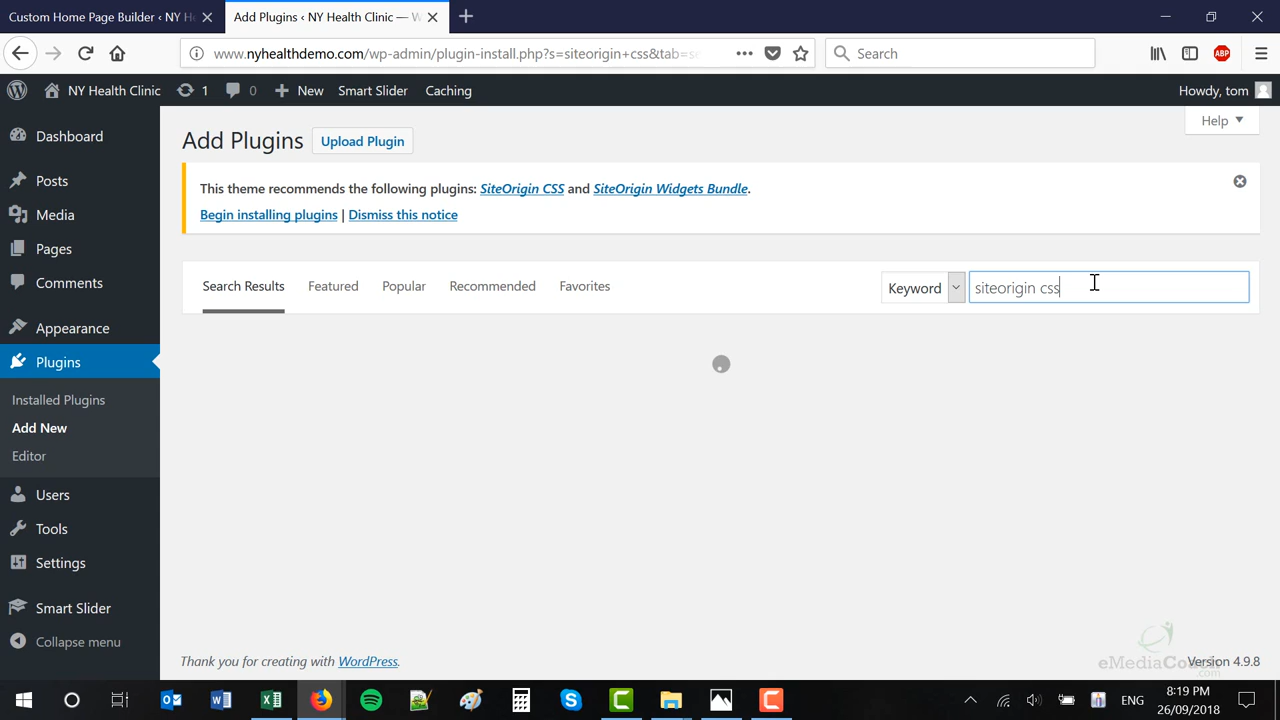 Custom Home Page Builder ‹ NY He
Add Plugins ‹ NY Health Clinic — W
www.nyhealthdemo.com/wp-admin/plugin-install.php?s=siteorigin+css&tab=se
Search
ABP
NY Health Clinic
1
0
New
Smart Slider
Caching
Howdy, tom
Dashboard
Posts
Media
Pages
Comments
Appearance
Plugins
Installed Plugins
Add New
Editor
Users
Tools
Settings
Smart Slider
Collapse menu
Help
Add Plugins
Upload Plugin
This theme recommends the following plugins: SiteOrigin CSS and SiteOrigin Widgets Bundle.
Begin installing plugins | Dismiss this notice
Search Results
Featured
Popular
Recommended
Favorites
Keyword
siteorigin css
Thank you for creating with WordPress.
eMediaCoach
Version 4.9.8
ENG
8:19 PM
26/09/2018